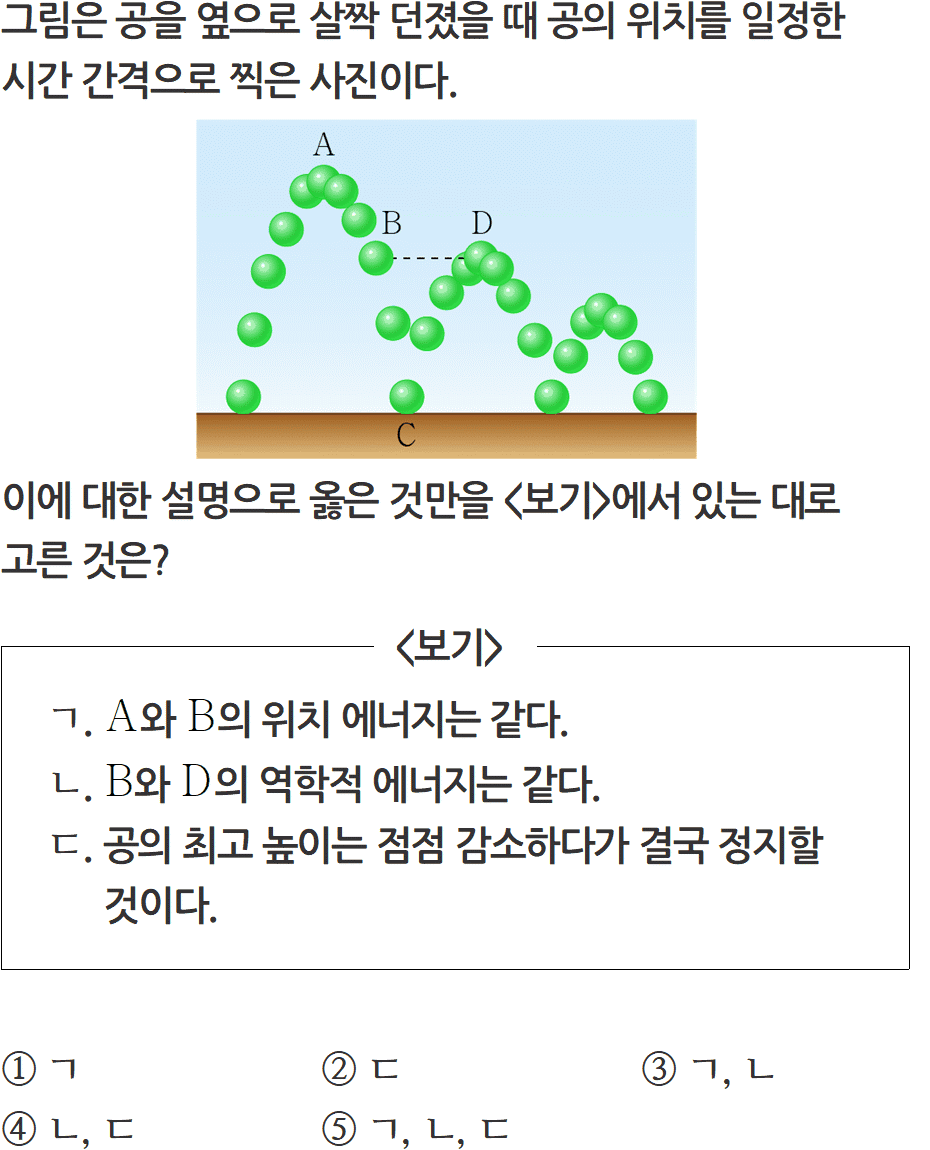 그림은 공을 옆으로 살짝 던졌을 때 공의 위치를 일정한
시간 간격으로 찍은 사진이다.
A
B
D
C
이에 대한 설명으로 옳은 것만을 <보기>에서 있는 대로
고른 것은?
<보기>
ㄱ. A와 B의 위치 에너지는 같다.
ㄴ. B와 D의 역학적 에너지는 같다.
ㄷ. 공의 최고 높이는 점점 감소하다가 결국 정지할
것이다.
① ㄱ ② ㄷ ③ ㄱ, ㄴ
④ ㄴ, ㄷ ⑤ ㄱ, ㄴ, ㄷ